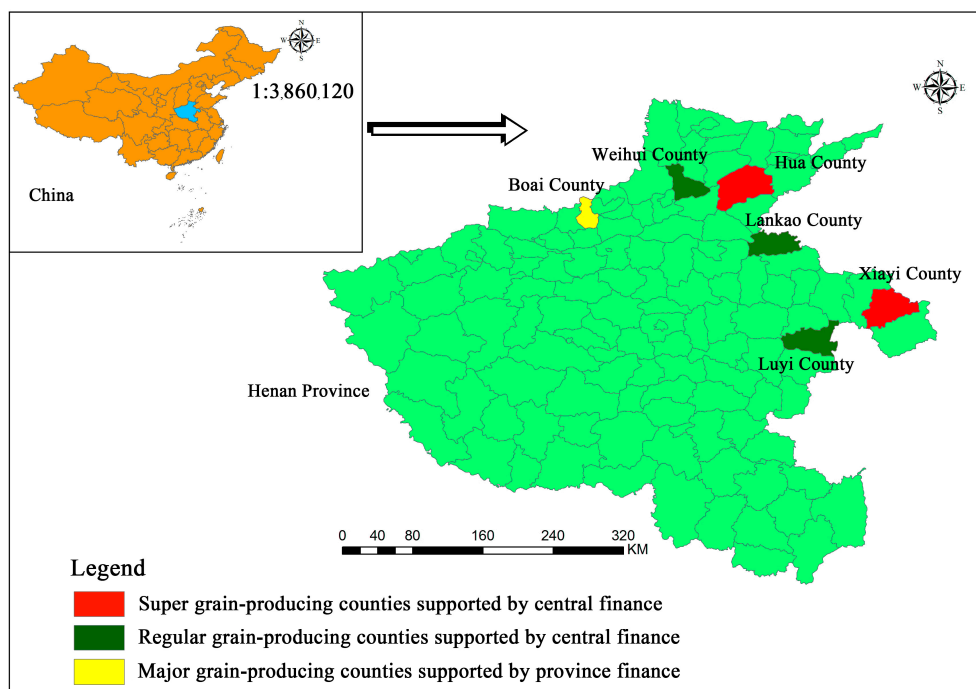 N
W E
S
1:3,860,120
China
N
W E
S
Weihui County
Hua County
Boai County
Lankao County
Xiayi County
Luyi County
Henan Province
0 40 80 160 240 320
KM
Legend
Super grain-producing counties supported by central finance
Regular grain-producing counties supported by central finance
Major grain-producing counties supported by province finance